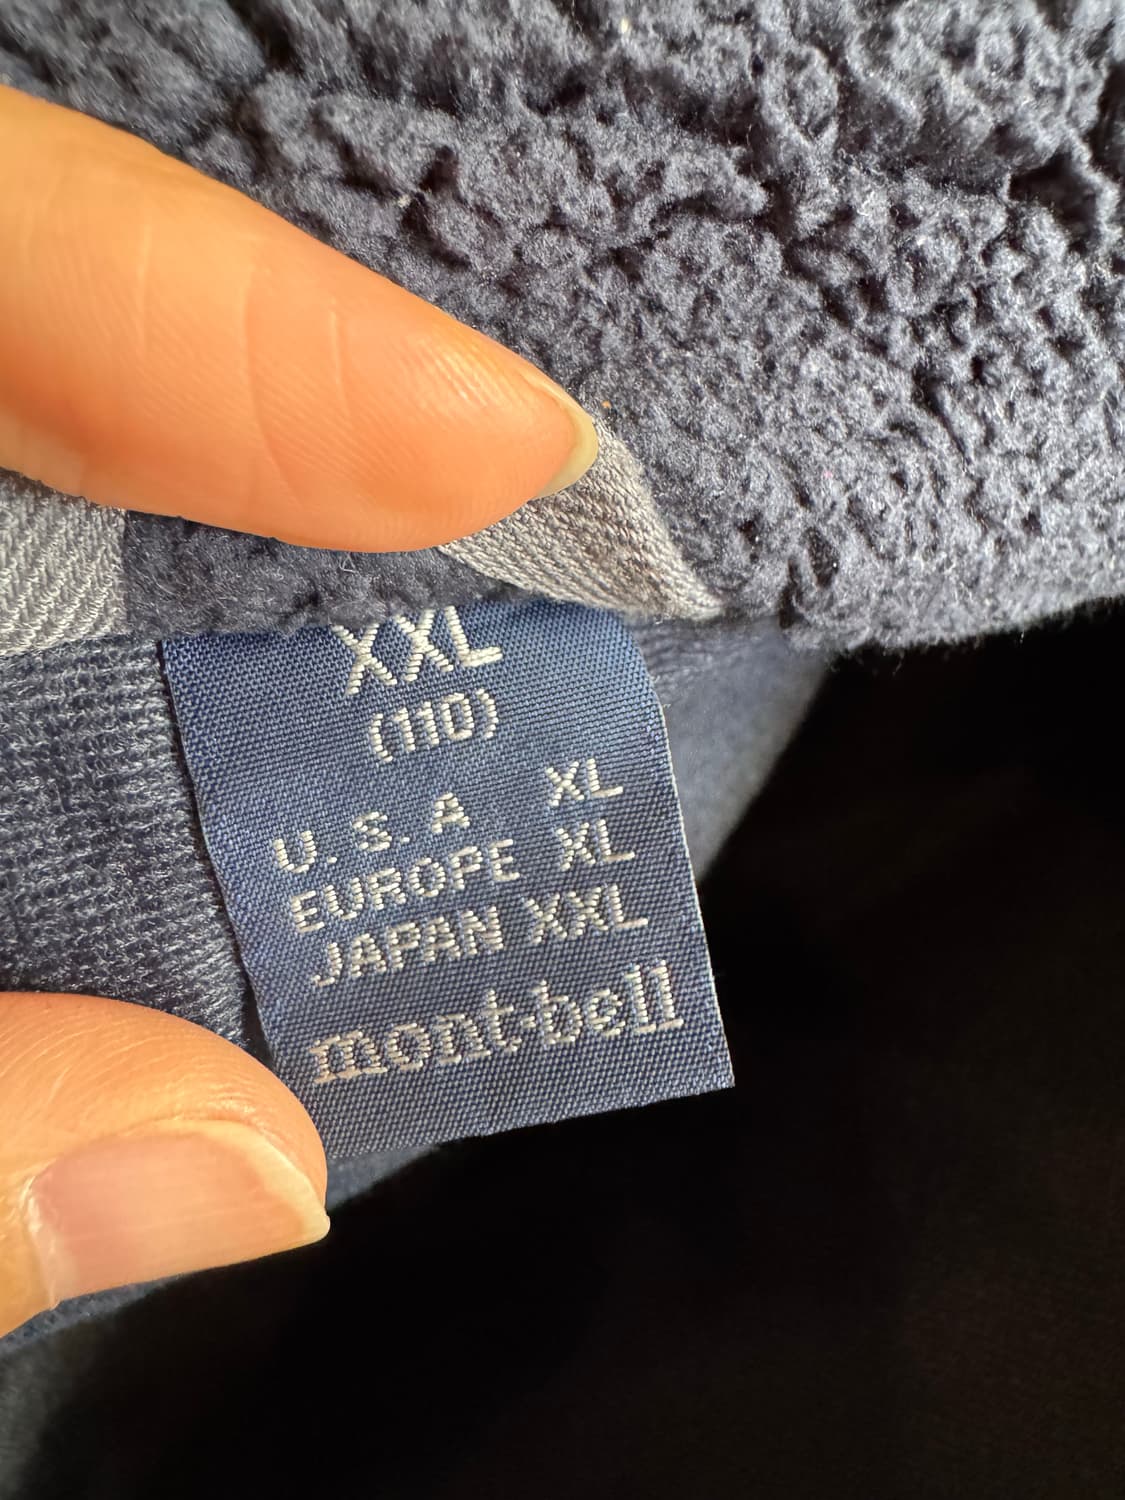 XXL
(110)
U.S.A XL
EUROPE XL
JAPAN XXL
mont-bell